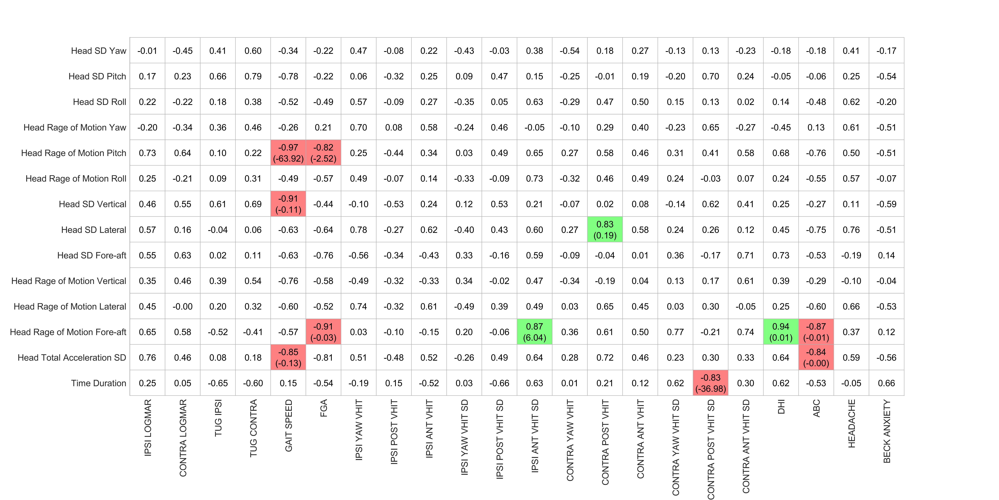 Head SD Yaw -0.01 -0.45 0.41 0.60 -0.34 -0.22 0.47 -0.08 0.22 -0.43 -0.03 0.38 -0.54 0.18 0.27 -0.13 0.13 -0.23 -0.18 -0.18 0.41 -0.17
Head SD Pitch 0.17 0.23 0.66 0.79 -0.78 -0.22 0.06 -0.32 0.25 0.09 0.47 0.15 -0.25 -0.01 0.19 -0.20 0.70 0.24 -0.05 -0.06 0.25 -0.54
Head SD Roll 0.22 -0.22 0.18 0.38 -0.52 -0.49 0.57 -0.09 0.27 -0.35 0.05 0.63 -0.29 0.47 0.50 0.15 0.13 0.02 0.14 -0.48 0.62 -0.20
Head Rage of Motion Yaw -0.20 -0.34 0.36 0.46 -0.26 0.21 0.70 0.08 0.58 -0.24 0.46 -0.05 -0.10 0.29 0.40 -0.23 0.65 -0.27 -0.45 0.13 0.61 -0.51
Head Rage of Motion Pitch 0.73 0.64 0.10 0.22 -0.97 (-63.92) -0.82 (-2.52) 0.25 -0.44 0.34 0.03 0.49 0.65 0.27 0.58 0.46 0.31 0.41 0.58 0.68 -0.76 0.50 -0.51
Head Rage of Motion Roll 0.25 -0.21 0.09 0.31 -0.49 -0.57 0.49 -0.07 0.14 -0.33 -0.09 0.73 -0.32 0.46 0.49 0.24 -0.03 0.07 0.24 -0.55 0.57 -0.07
Head SD Vertical 0.46 0.55 0.61 0.69 -0.91 (-0.11) -0.44 -0.10 -0.53 0.24 0.12 0.53 0.21 -0.07 0.02 0.08 -0.14 0.62 0.41 0.25 -0.27 0.11 -0.59
Head SD Lateral 0.57 0.16 -0.04 0.06 -0.63 -0.64 0.78 -0.27 0.62 -0.40 0.43 0.60 0.27 0.83 (0.19) 0.58 0.24 0.26 0.12 0.45 -0.75 0.76 -0.51
Head SD Fore-aft 0.55 0.63 0.02 0.11 -0.63 -0.76 -0.56 -0.34 -0.43 0.33 -0.16 0.59 -0.09 -0.04 0.01 0.36 -0.17 0.71 0.73 -0.53 -0.19 0.14
Head Rage of Motion Vertical 0.35 0.46 0.39 0.54 -0.76 -0.58 -0.49 -0.32 -0.33 0.34 -0.02 0.47 -0.34 -0.19 0.04 0.13 0.17 0.61 0.39 -0.29 -0.10 -0.04
Head Rage of Motion Lateral 0.45 -0.00 0.20 0.32 -0.60 -0.52 0.74 -0.32 0.61 -0.49 0.39 0.49 0.03 0.65 0.45 0.03 0.30 -0.05 0.25 -0.60 0.66 -0.53
Head Rage of Motion Fore-aft 0.65 0.58 -0.52 -0.41 -0.57 -0.91 (-0.03) 0.03 -0.10 -0.15 0.20 -0.06 0.87 (6.04) 0.36 0.61 0.50 0.77 -0.21 0.74 0.94 (0.01) -0.87 (-0.01) 0.37 0.12
Head Total Acceleration SD 0.76 0.46 0.08 0.18 -0.85 (-0.13) -0.81 0.51 -0.48 0.52 -0.26 0.49 0.64 0.28 0.72 0.46 0.23 0.30 0.33 0.64 -0.84 (-0.00) 0.59 -0.56
Time Duration 0.25 0.05 -0.65 -0.60 0.15 -0.54 -0.19 0.15 -0.52 0.03 -0.66 0.63 0.01 0.21 0.12 0.62 -0.83 (-36.98) 0.30 0.62 -0.53 -0.05 0.66
IPSI LOGMAR
CONTRA LOGMAR
TUG IPSI
TUG CONTRA
GAIT SPEED
FGA
IPSI YAW VHIT
IPSI POST VHIT
IPSI ANT VHIT
IPSI YAW VHIT SD
IPSI POST VHIT SD
IPSI ANT VHIT SD
CONTRA YAW VHIT
CONTRA POST VHIT
CONTRA ANT VHIT
CONTRA YAW VHIT SD
CONTRA POST VHIT SD
CONTRA ANT VHIT SD
DHI
ABC
HEADACHE
BECK ANXIETY